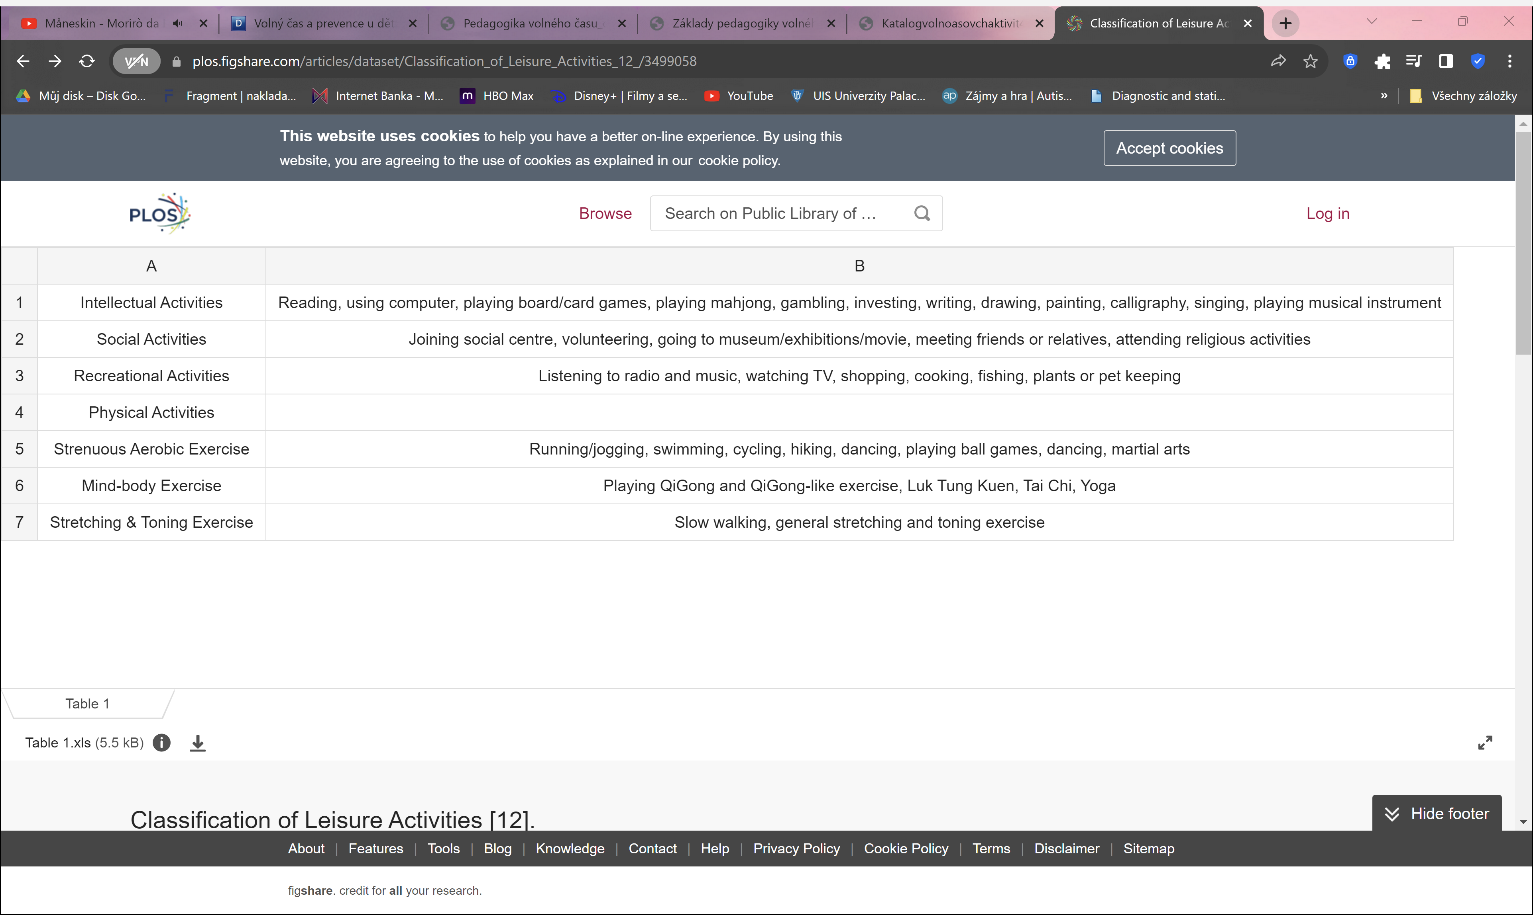 Måneskin - Morirò da
Volný čas a prevence u dět
Pedagogika volného času_
Základy pedagogiky volné
Katalogvolnoasovchaktivit
Classification of Leisure Ac
VPN
plos.figshare.com/articles/dataset/Classification_of_Leisure_Activities_12_/3499058
Můj disk – Disk Go...
Fragment | naklada...
Internet Banka - M...
HBO Max
Disney+ | Filmy a se...
YouTube
UIS Univerzity Palac...
Zájmy a hra | Autis...
Diagnostic and stati...
»
Všechny záložky
This website uses cookies to help you have a better on-line experience. By using this
website, you are agreeing to the use of cookies as explained in our cookie policy.
Accept cookies
PLOS
Browse
Search on Public Library of ...
Log in
A B
1 Intellectual Activities Reading, using computer, playing board/card games, playing mahjong, gambling, investing, writing, drawing, painting, calligraphy, singing, playing musical instrument
2 Social Activities Joining social centre, volunteering, going to museum/exhibitions/movie, meeting friends or relatives, attending religious activities
3 Recreational Activities Listening to radio and music, watching TV, shopping, cooking, fishing, plants or pet keeping
4 Physical Activities
5 Strenuous Aerobic Exercise Running/jogging, swimming, cycling, hiking, dancing, playing ball games, dancing, martial arts
6 Mind-body Exercise Playing QiGong and QiGong-like exercise, Luk Tung Kuen, Tai Chi, Yoga
7 Stretching & Toning Exercise Slow walking, general stretching and toning exercise
Table 1
Table 1.xls (5.5 kB)
Classification of Leisure Activities [12].
Hide footer
About | Features | Tools | Blog | Knowledge | Contact | Help | Privacy Policy | Cookie Policy | Terms | Disclaimer | Sitemap
figshare. credit for all your research.